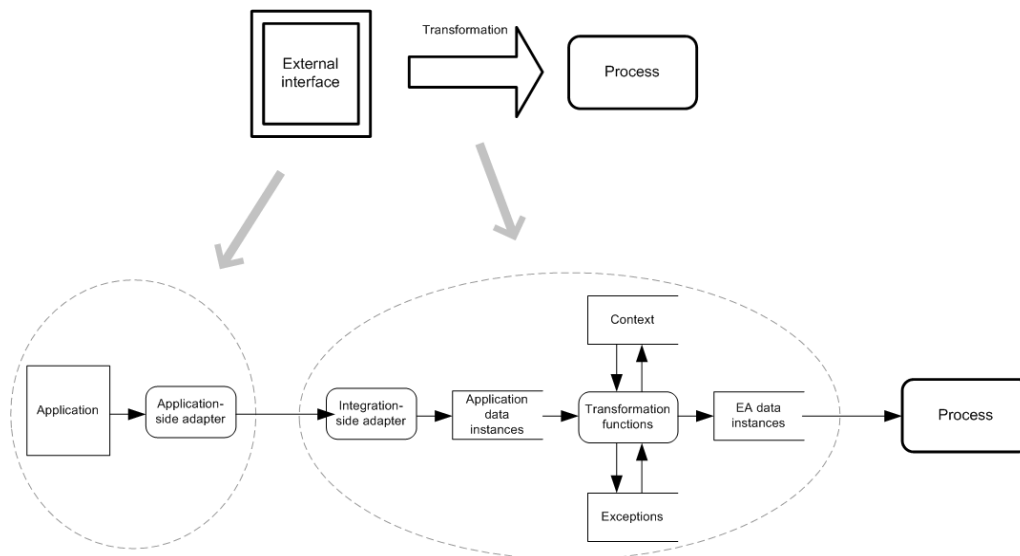 Transformation
External
interface
Process
Context
Application
Application-
side adapter
Integration-
side adapter
Application
data
instances
Transformation
functions
EA data
instances
Process
Exceptions